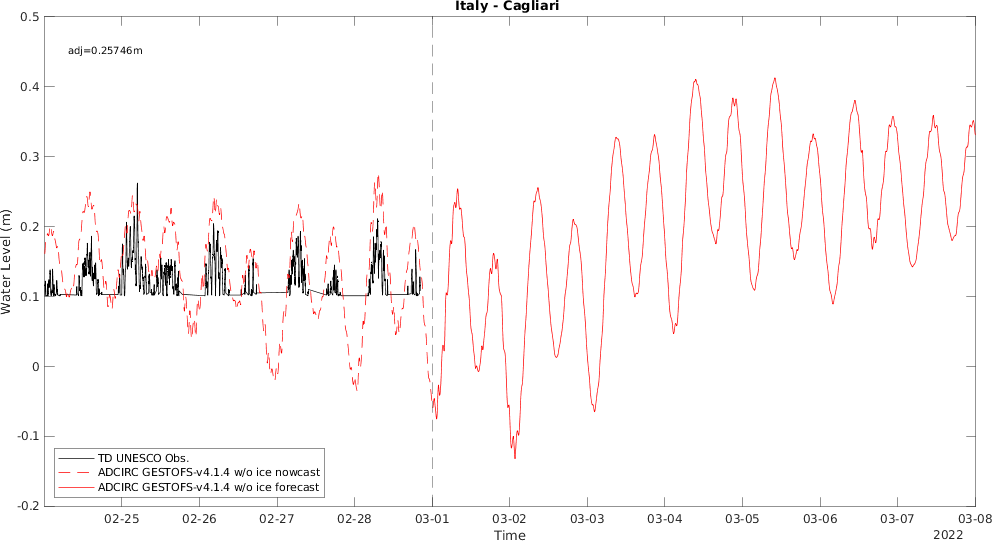 Italy - Cagliari
adj=0.25746m
Water Level (m)
0.5
0.4
0.3
0.2
0.1
0
-0.1
-0.2
TD UNESCO Obs.
ADCIRC GESTOFS-v4.1.4 w/o ice nowcast
ADCIRC GESTOFS-v4.1.4 w/o ice forecast
02-25 02-26 02-27 02-28 03-01 03-02 03-03 03-04 03-05 03-06 03-07 03-08
Time
2022